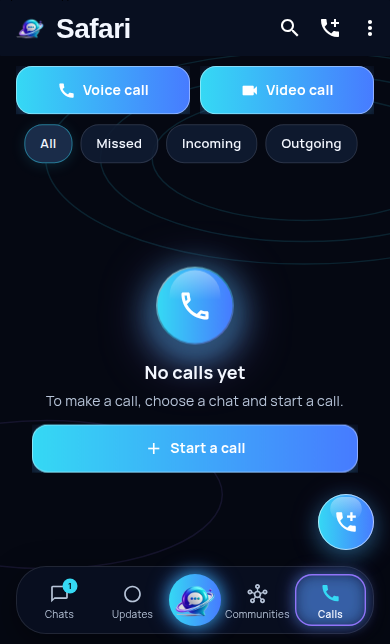 Safari
Voice call
Video call
All
Missed
Incoming
Outgoing
No calls yet
To make a call, choose a chat and start a call.
Start a call
1
Chats
Updates
Communities
Calls